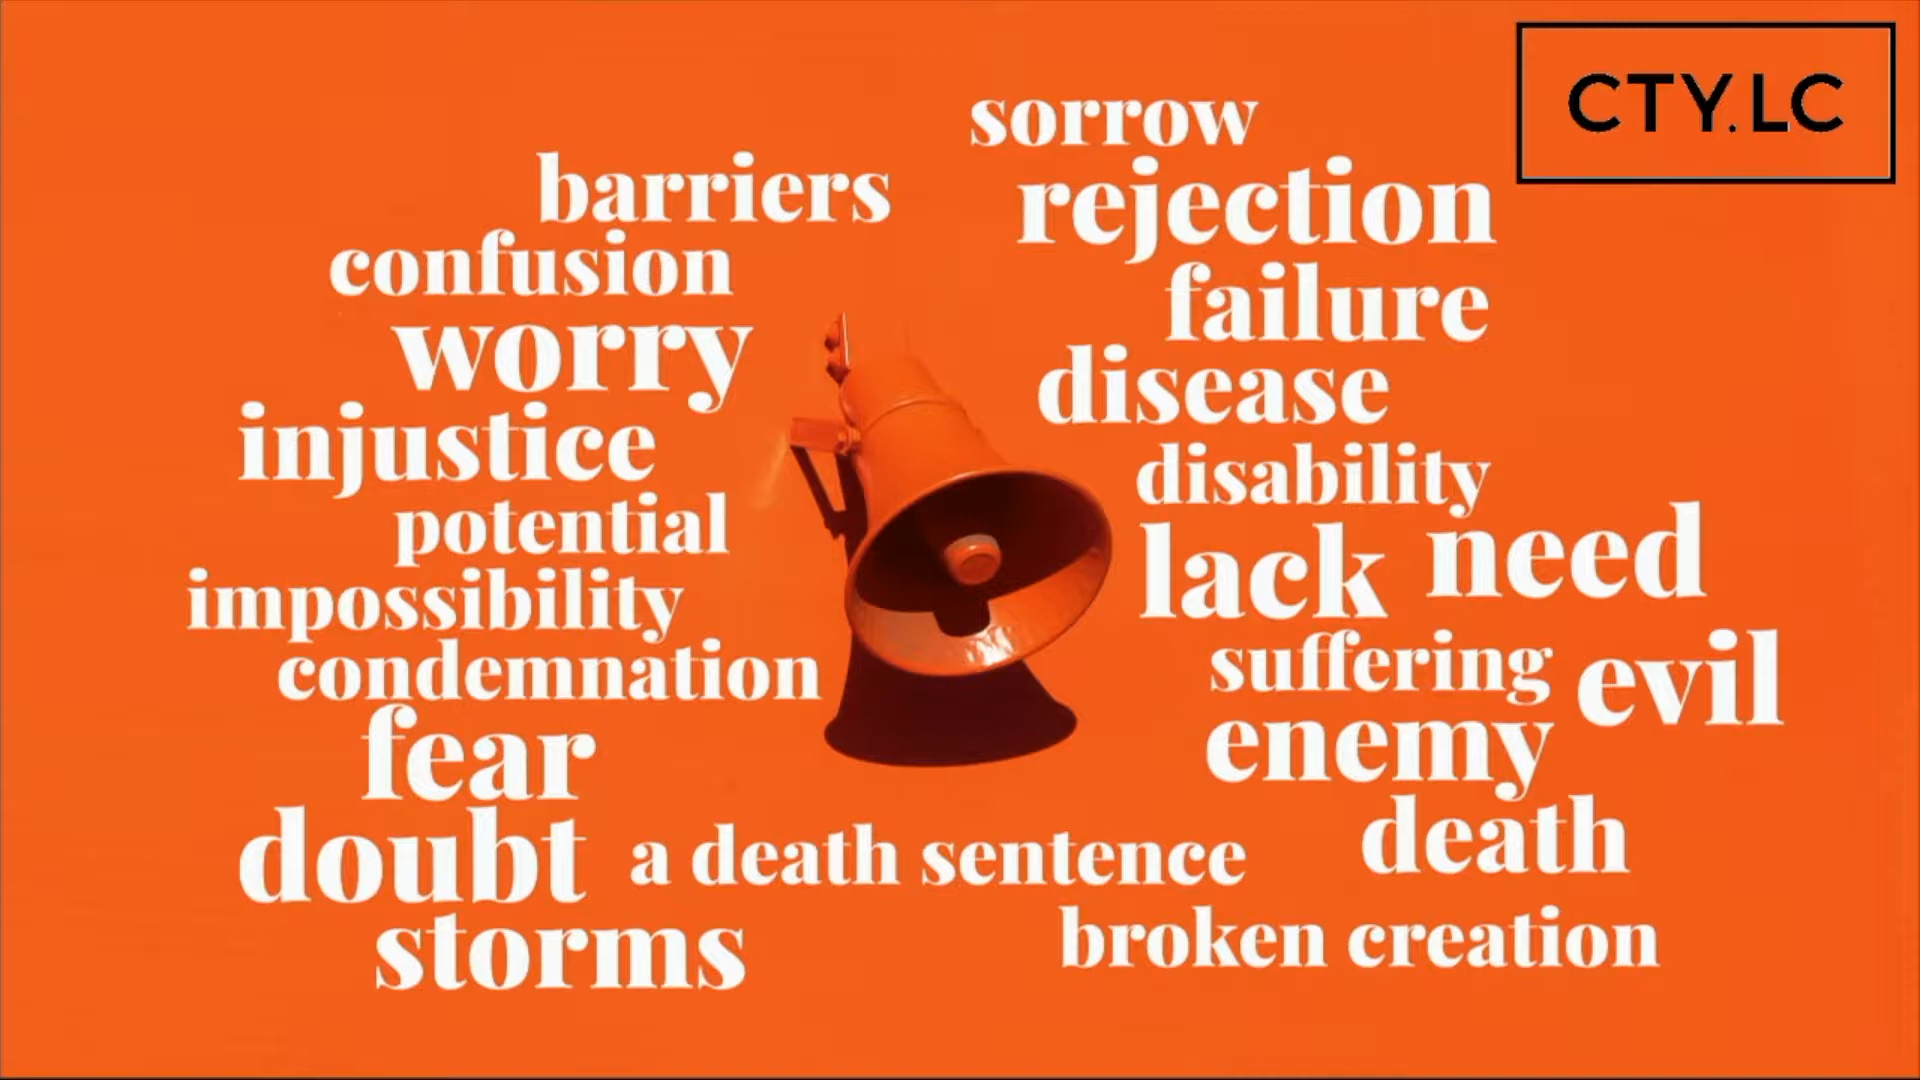 CTY.LC
sorrow
barriers
rejection
confusion
failure
worry
disease
injustice
disability
potential
lack
need
impossibility
suffering
evil
condemnation
enemy
fear
death
doubt
a death sentence
storms
broken creation